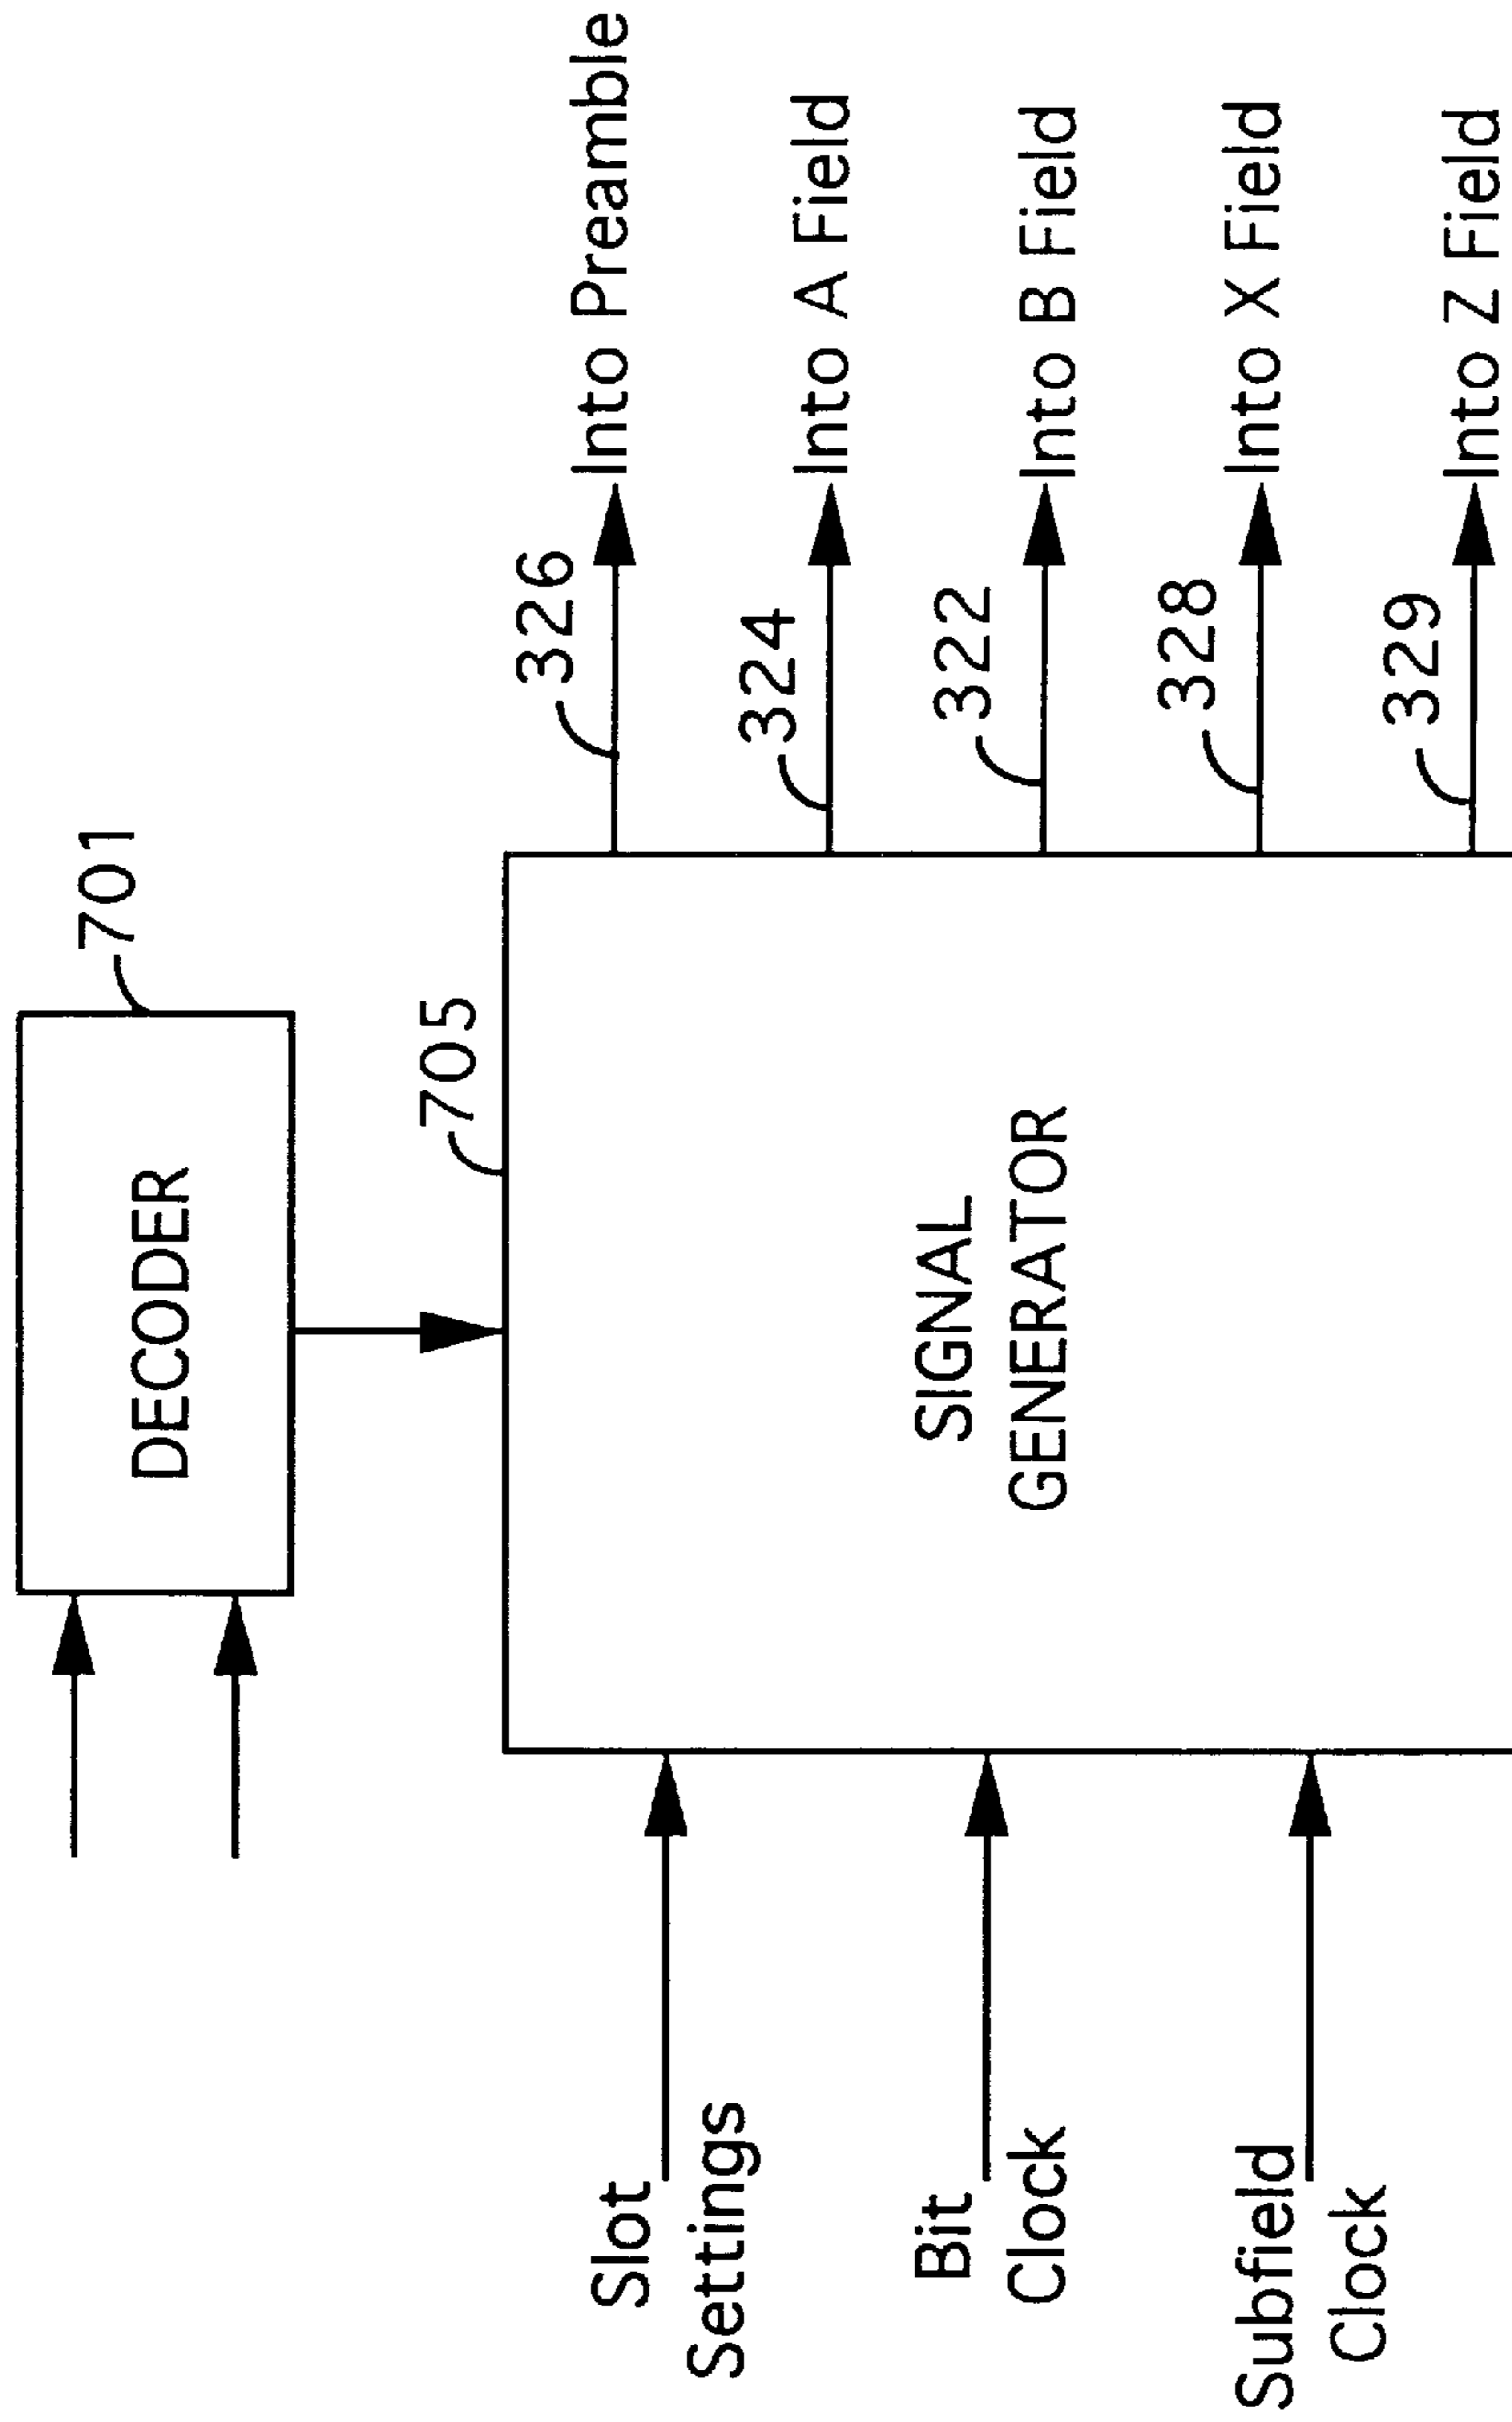 701
DECODER
705
326
Into Preamble
Slot
Settings
324
Into A Field
SIGNAL
GENERATOR
Bit
Clock
322
Into B Field
328
Into X Field
Subfield
Clock
329
Into Z Field